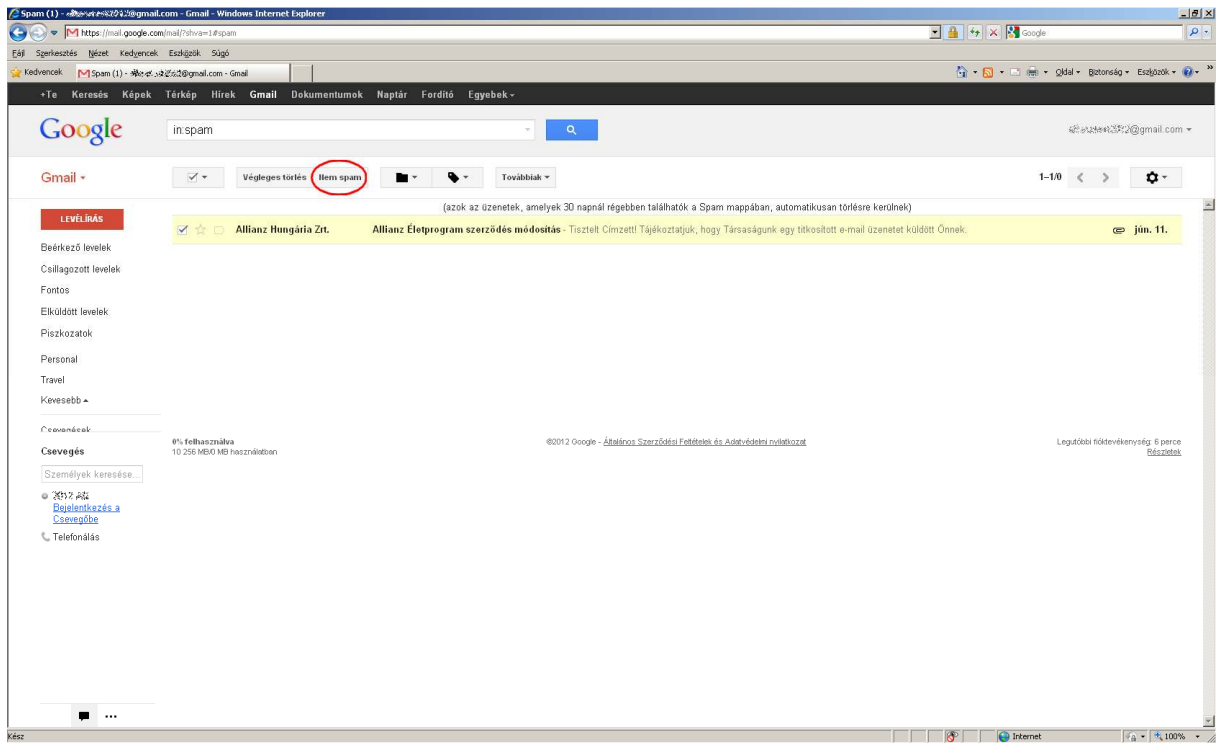 Spam (1) - @gmail.com - Gmail - Windows Internet Explorer
https://mail.google.com/mail/?shva=1#spam
Google
Fájl Szerkesztés Nézet Kedvencek Eszközök Súgó
Kedvencek Spam (1) - @gmail.com - Gmail Oldal Biztonság Eszközök
+Te Keresés Képek Térkép Hírek Gmail Dokumentumok Naptár Fordító Egyebek
Google in:spam @gmail.com
Gmail Végleges törlés Nem spam Továbbiak 1–1/0
(azok az üzenetek, amelyek 30 napnál régebben találhatók a Spam mappában, automatikusan törlésre kerülnek)
LEVÉLÍRÁS
Allianz Hungária Zrt. Allianz Életprogram szerzödés módosítás - Tisztelt Címzett! Tájékoztatjuk, hogy Társaságunk egy titkosított e-mail üzenetet küldött Önnek. jún. 11.
Beérkező levelek
Csillagozott levelek
Fontos
Elküldött levelek
Piszkozatok
Personal
Travel
Kevesebb
Csevegések
0% felhasználva
10 256 MB/0 MB használatban
©2012 Google - Általános Szerződési Feltételek és Adatvédelmi nyilatkozat
Legutóbbi fióktevékenység: 6 perce
Részletek
Csevegés
Személyek keresése...
Bejelentkezés a
Csevegőbe
Telefonálás
Kész Internet 100%